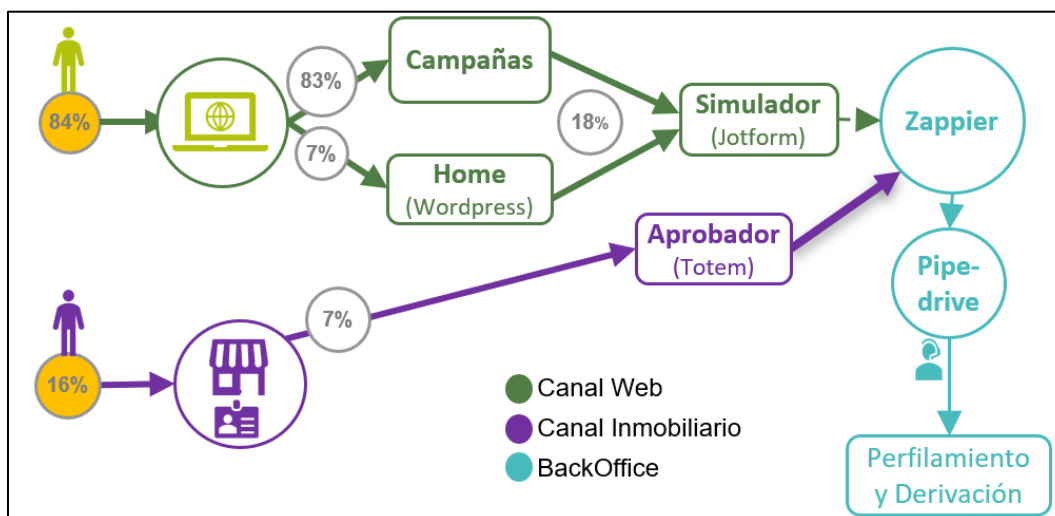 84%
83%
7%
Campañas
Home
(Wordpress)
18%
Simulador
(Jotform)
Zappier
Aprobador
(Totem)
Pipe-
drive
16%
7%
Canal Web
Canal Inmobiliario
BackOffice
Perfilamiento
y Derivación